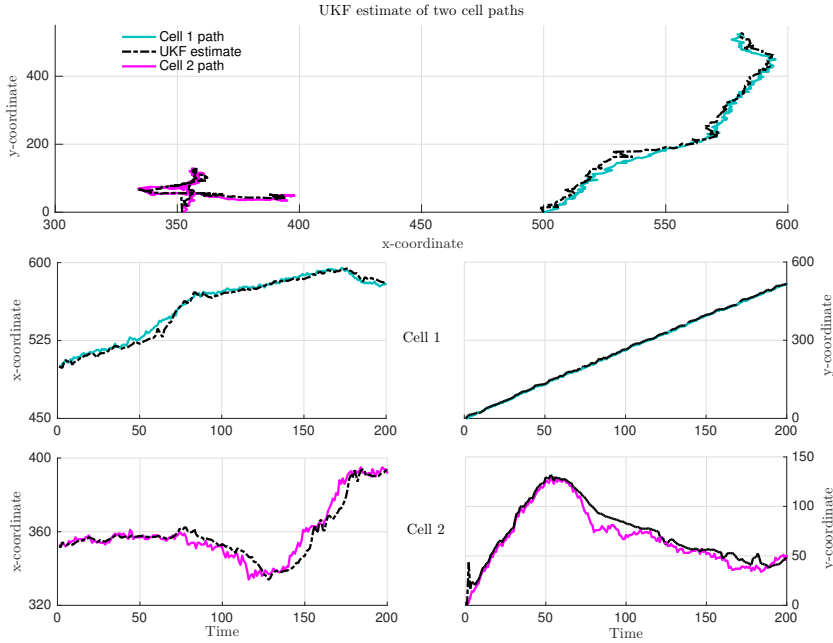 UKF estimate of two cell paths
Cell 1 path
UKF estimate
Cell 2 path
y-coordinate
400
200
0
300 350 400 450 500 550 600
x-coordinate
600
525
450
x-coordinate
0 50 100 150 200
Cell 1
600
300
0
y-coordinate
0 50 100 150 200
400
360
320
x-coordinate
0 50 100 150 200
Time
Cell 2
150
100
50
0
y-coordinate
0 50 100 150 200
Time